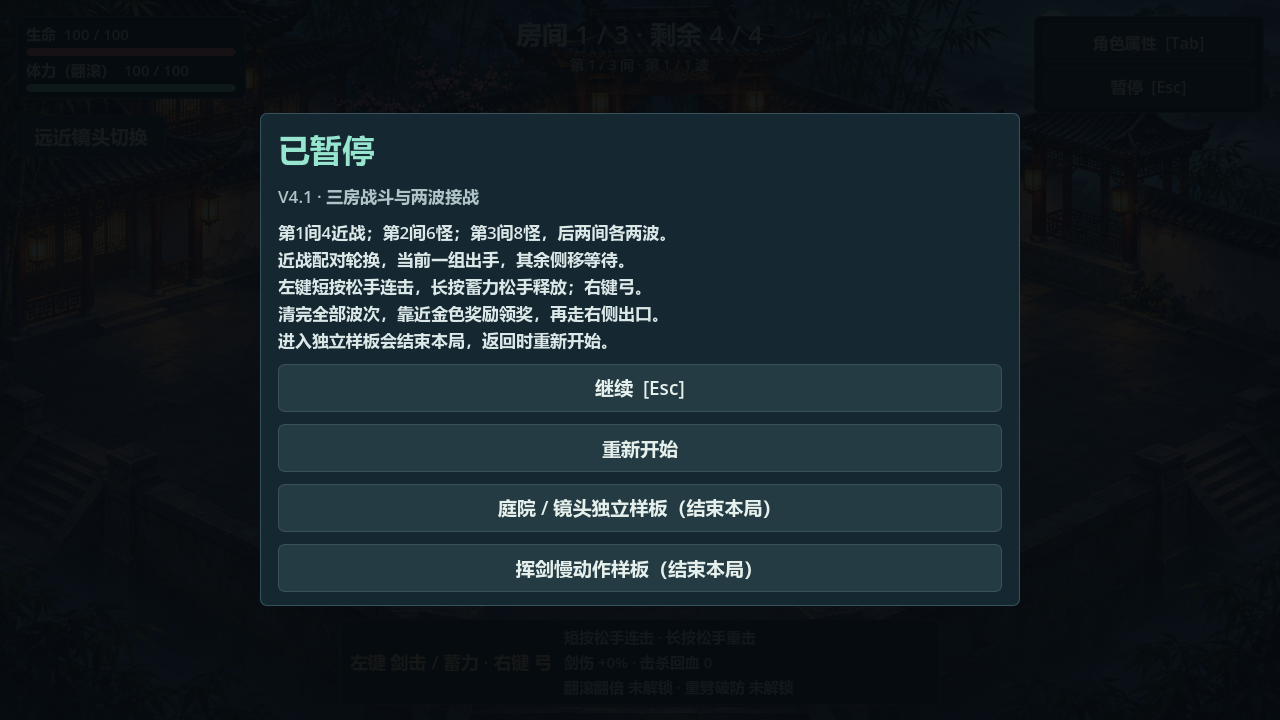 生命 100 / 100
体力（翻滚） 100 / 100
远近镜头切换
房间 1 / 3 · 剩余 4 / 4
第 1 / 3 间 · 第 1 / 1 波
角色属性 [Tab]
暂停 [Esc]
已暂停
V4.1 · 三房战斗与两波接战
第1间4近战；第2间6怪；第3间8怪，后两间各两波。
近战配对轮换，当前一组出手，其余侧移等待。
左键短按松手连击，长按蓄力松手释放；右键弓。
清完全部波次，靠近金色奖励领奖，再走右侧出口。
进入独立样板会结束本局，返回时重新开始。
继续 [Esc]
重新开始
庭院 / 镜头独立样板（结束本局）
挥剑慢动作样板（结束本局）
左键 剑击 / 蓄力 · 右键 弓
短按松手连击 · 长按松手重击
剑伤 +0% · 击杀回血 0
翻滚翻倍 未解锁 · 重劈破防 未解锁